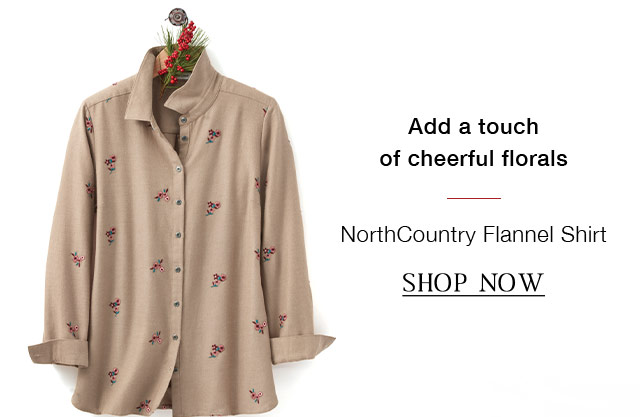 Add a touch
of cheerful florals
NorthCountry Flannel Shirt
SHOP NOW